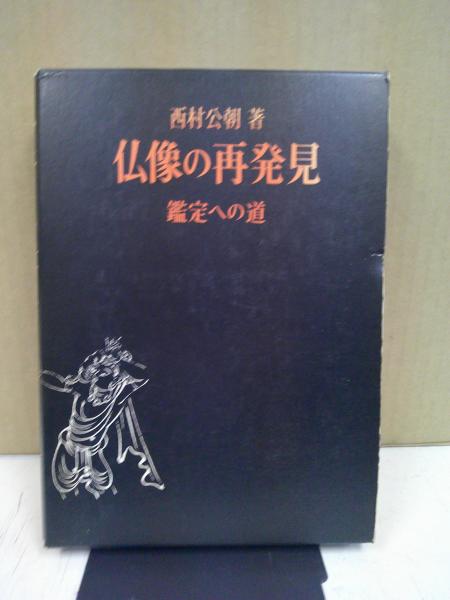 西村公朝 著
仏像の再発見
鑑定への道